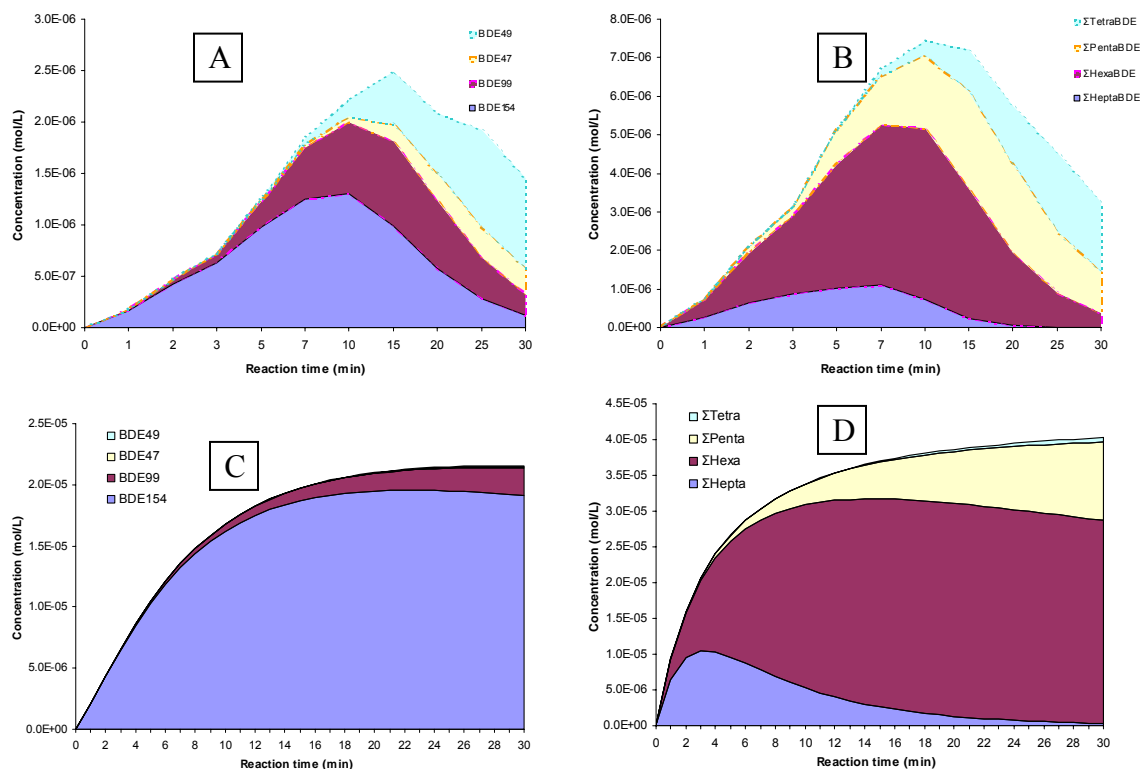 A
3.0E-06
2.5E-06
2.0E-06
1.5E-06
1.0E-06
5.0E-07
0.0E+00
Concentration (mol/L)
0 1 2 3 5 7 10 15 20 25 30
Reaction time (min)
BDE49
BDE47
BDE99
BDE154
B
8.0E-06
7.0E-06
6.0E-06
5.0E-06
4.0E-06
3.0E-06
2.0E-06
1.0E-06
0.0E+00
Concentration (mol/L)
0 1 2 3 5 7 10 15 20 25 30
Reaction time (min)
ΣTetraBDE
ΣPentaBDE
ΣHexaBDE
ΣHeptaBDE
C
2.5E-05
2.0E-05
1.5E-05
1.0E-05
5.0E-06
0.0E+00
Concentration (mol/L)
0 2 4 6 8 10 12 14 16 18 20 22 24 26 28 30
Reaction time (min)
BDE49
BDE47
BDE99
BDE154
D
4.5E-05
4.0E-05
3.5E-05
3.0E-05
2.5E-05
2.0E-05
1.5E-05
1.0E-05
5.0E-06
0.0E+00
Concentration (mol/L)
0 2 4 6 8 10 12 14 16 18 20 22 24 26 28 30
Reaction time (min)
ΣTetra
ΣPenta
ΣHexa
ΣHepta